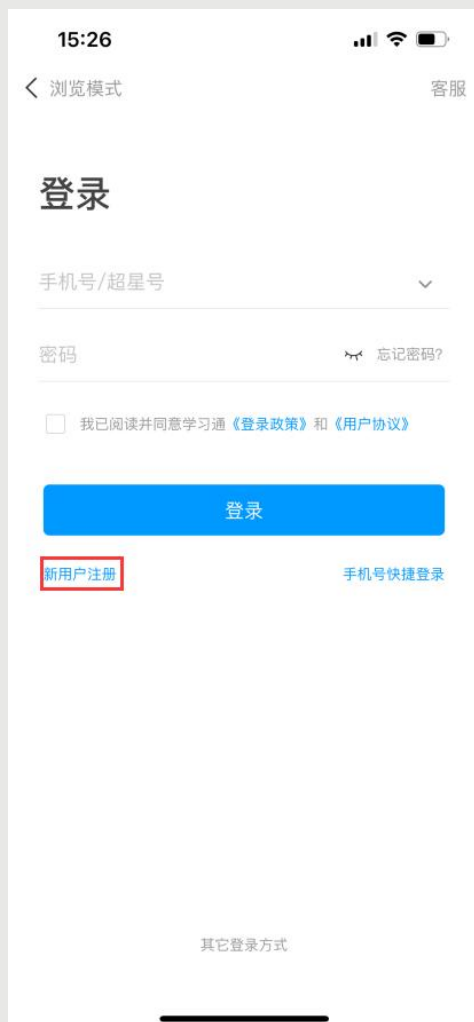 15:26
浏览模式 客服
登录
手机号/超星号
密码 忘记密码?
我已阅读并同意学习通《登录政策》和《用户协议》
登录
新用户注册 手机号快捷登录
其它登录方式